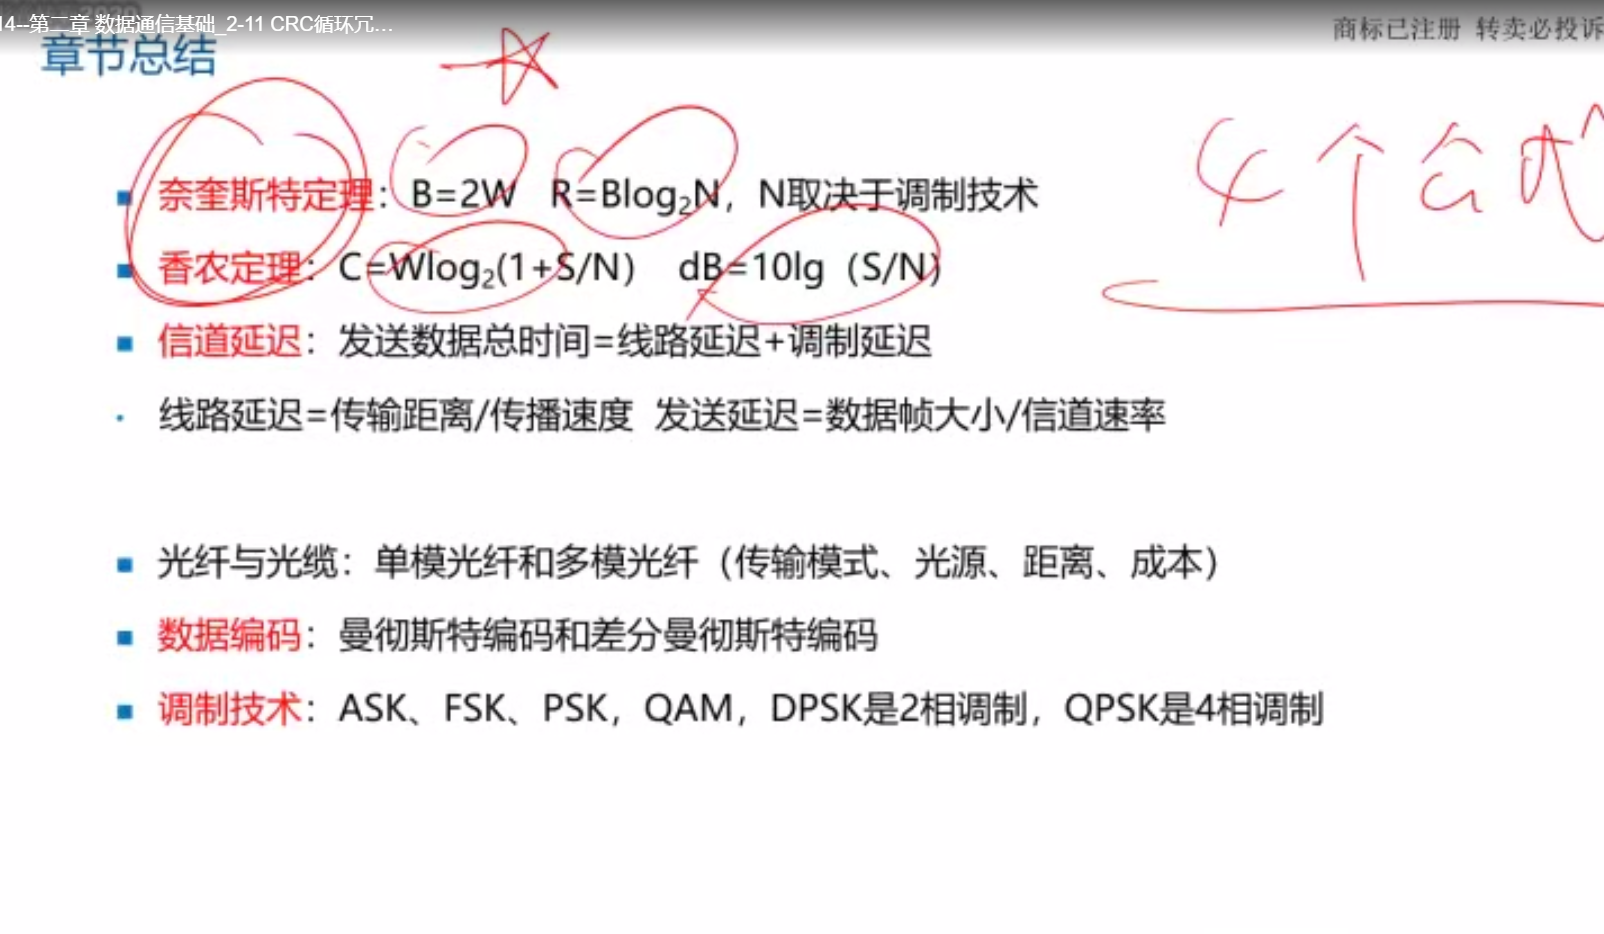 14--第二章 数据通信基础_2-11 CRC循环冗...
商标已注册 转卖必投诉
章节总结
4个公式
奈奎斯特定理：B=2W R=Blog₂N，N取决于调制技术
香农定理：C=Wlog₂(1+S/N） dB=10lg（S/N）
信道延迟：发送数据总时间=线路延迟+调制延迟
线路延迟=传输距离/传播速度 发送延迟=数据帧大小/信道速率
光纤与光缆：单模光纤和多模光纤（传输模式、光源、距离、成本）
数据编码：曼彻斯特编码和差分曼彻斯特编码
调制技术：ASK、FSK、PSK，QAM，DPSK是2相调制，QPSK是4相调制